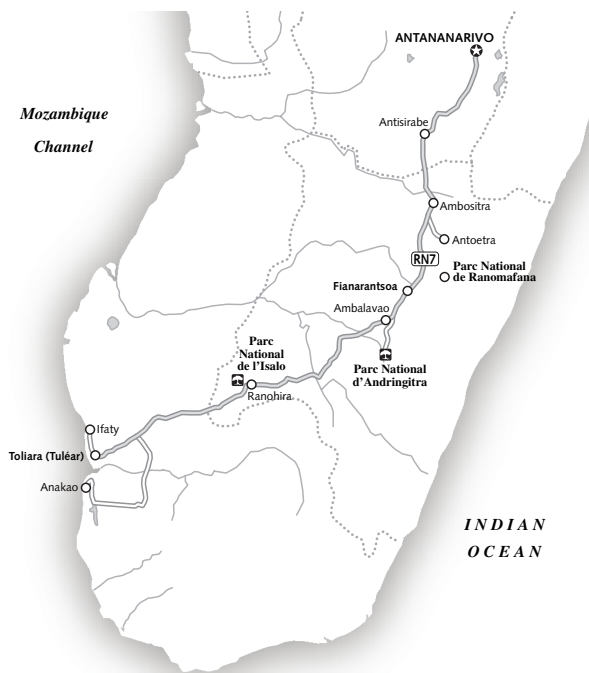 ANTANANARIVO
Mozambique
Channel
Antisirabe
Ambositra
Antoetra
RN7
Parc National
de Ranomafana
Fianarantsoa
Ambalavao
Parc
National
de l'Isalo
Parc National
d'Andringitra
Ranohira
Ifaty
Toliara (Tuléar)
Anakao
INDIAN
OCEAN